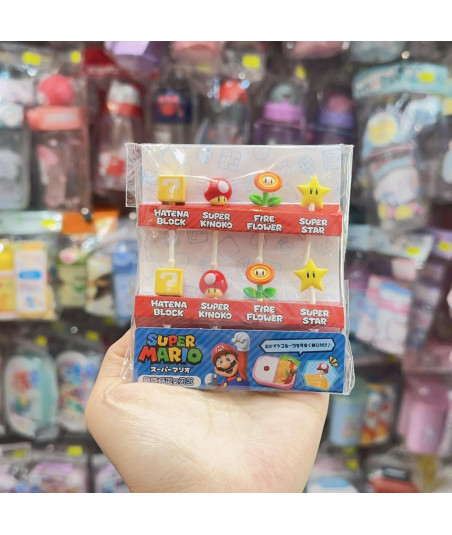 HATENA
BLOCK
SUPER
KINOKO
FIRE
FLOWER
SUPER
STAR
HATENA
BLOCK
SUPER
KINOKO
FIRE
FLOWER
SUPER
STAR
SUPER
MARIO
スーパーマリオ